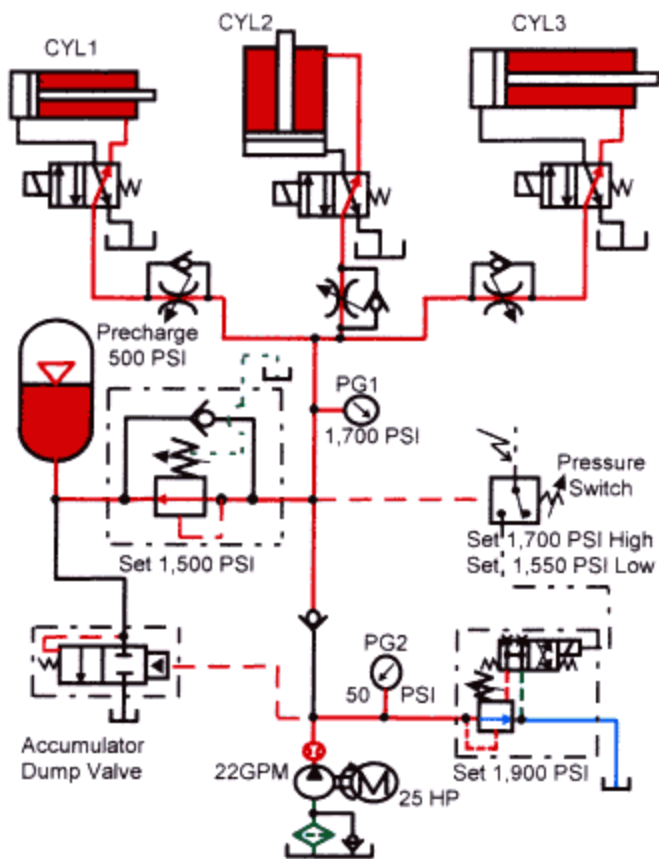 CYL1
CYL2
CYL3
Precharge
500 PSI
PG1
1,700 PSI
Pressure
Switch
Set 1,500 PSI
Set 1,700 PSI High
Set 1,550 PSI Low
PG2
50 PSI
Accumulator
Dump Valve
22GPM
M
25 HP
Set 1,900 PSI